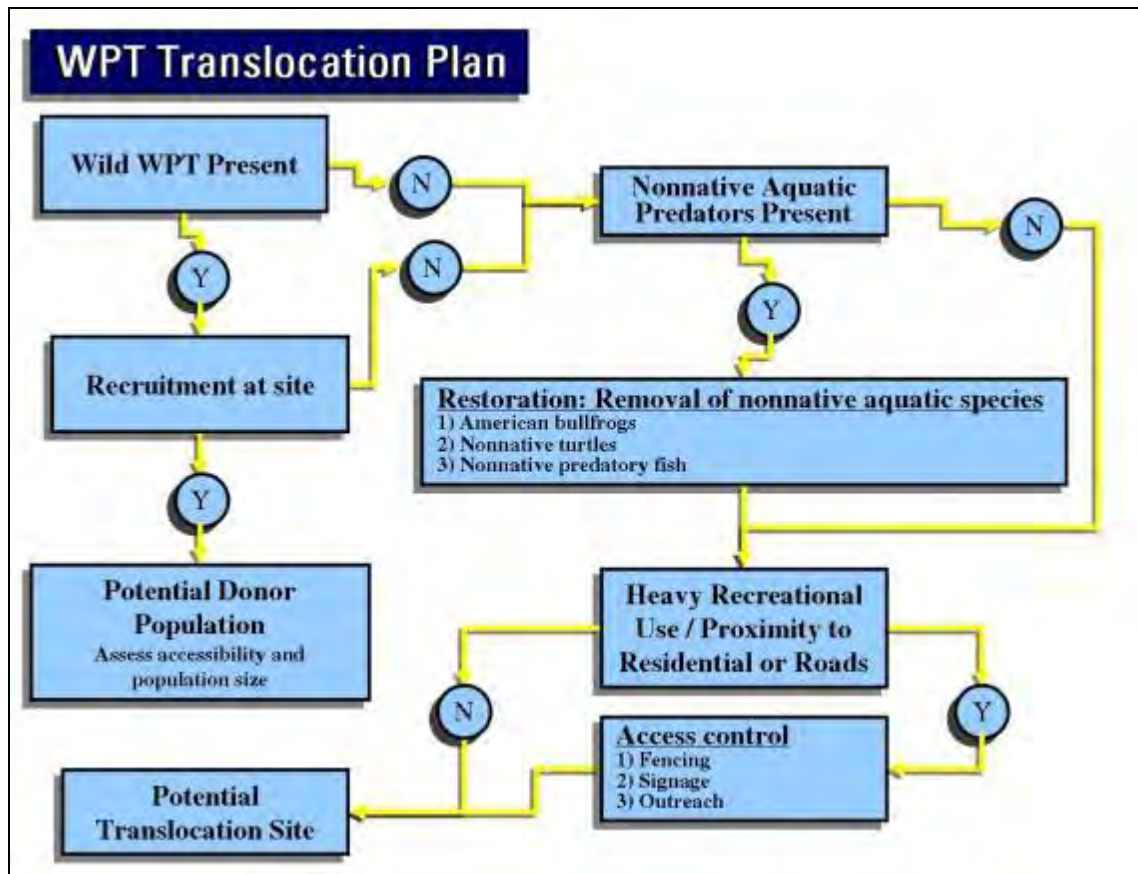 WPT Translocation Plan
Wild WPT Present
N
Nonnative Aquatic
Predators Present
N
Y
N
Y
Recruitment at site
Restoration: Removal of nonnative aquatic species
1) American bullfrogs
2) Nonnative turtles
3) Nonnative predatory fish
Y
Potential Donor
Population
Assess accessibility and
population size
Heavy Recreational
Use / Proximity to
Residential or Roads
N
Y
Access control
1) Fencing
2) Signage
3) Outreach
Potential
Translocation Site